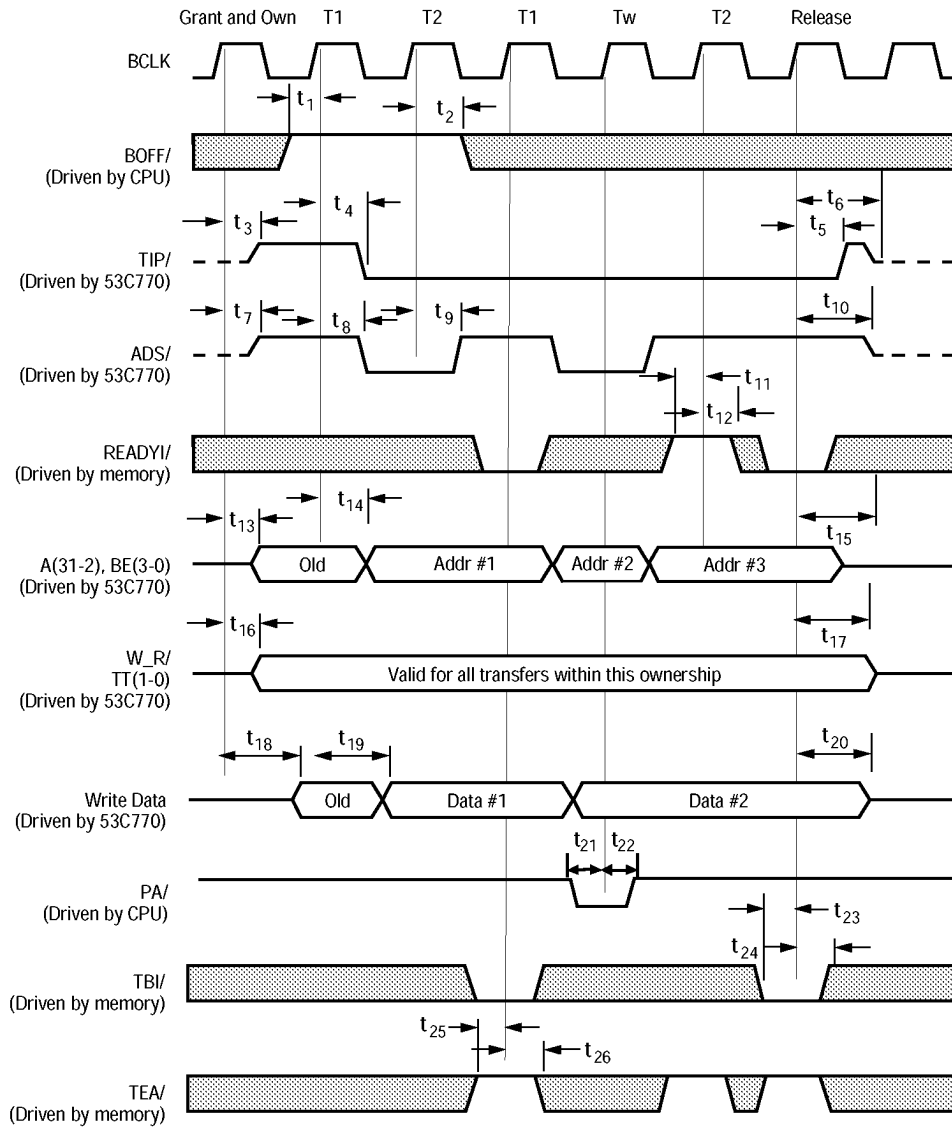 Grant and Own T1 T2 T1 Tw T2 Release
BCLK
t1 t2
BOFF/
(Driven by CPU)
t6
t3 t4 t5
TIP/
(Driven by 53C770)
t7 t8 t9 t10
ADS/
(Driven by 53C770)
t11
t12
READYI/
(Driven by memory)
t13 t14 t15
A(31-2), BE(3-0)
(Driven by 53C770)
Old Addr #1 Addr #2 Addr #3
t16 t17
W_R/
TT(1-0)
(Driven by 53C770)
Valid for all transfers within this ownership
t18 t19 t20
Write Data
(Driven by 53C770)
Old Data #1 Data #2
t21 t22
PA/
(Driven by CPU)
t23
t24
TBI/
(Driven by memory)
t25
t26
TEA/
(Driven by memory)